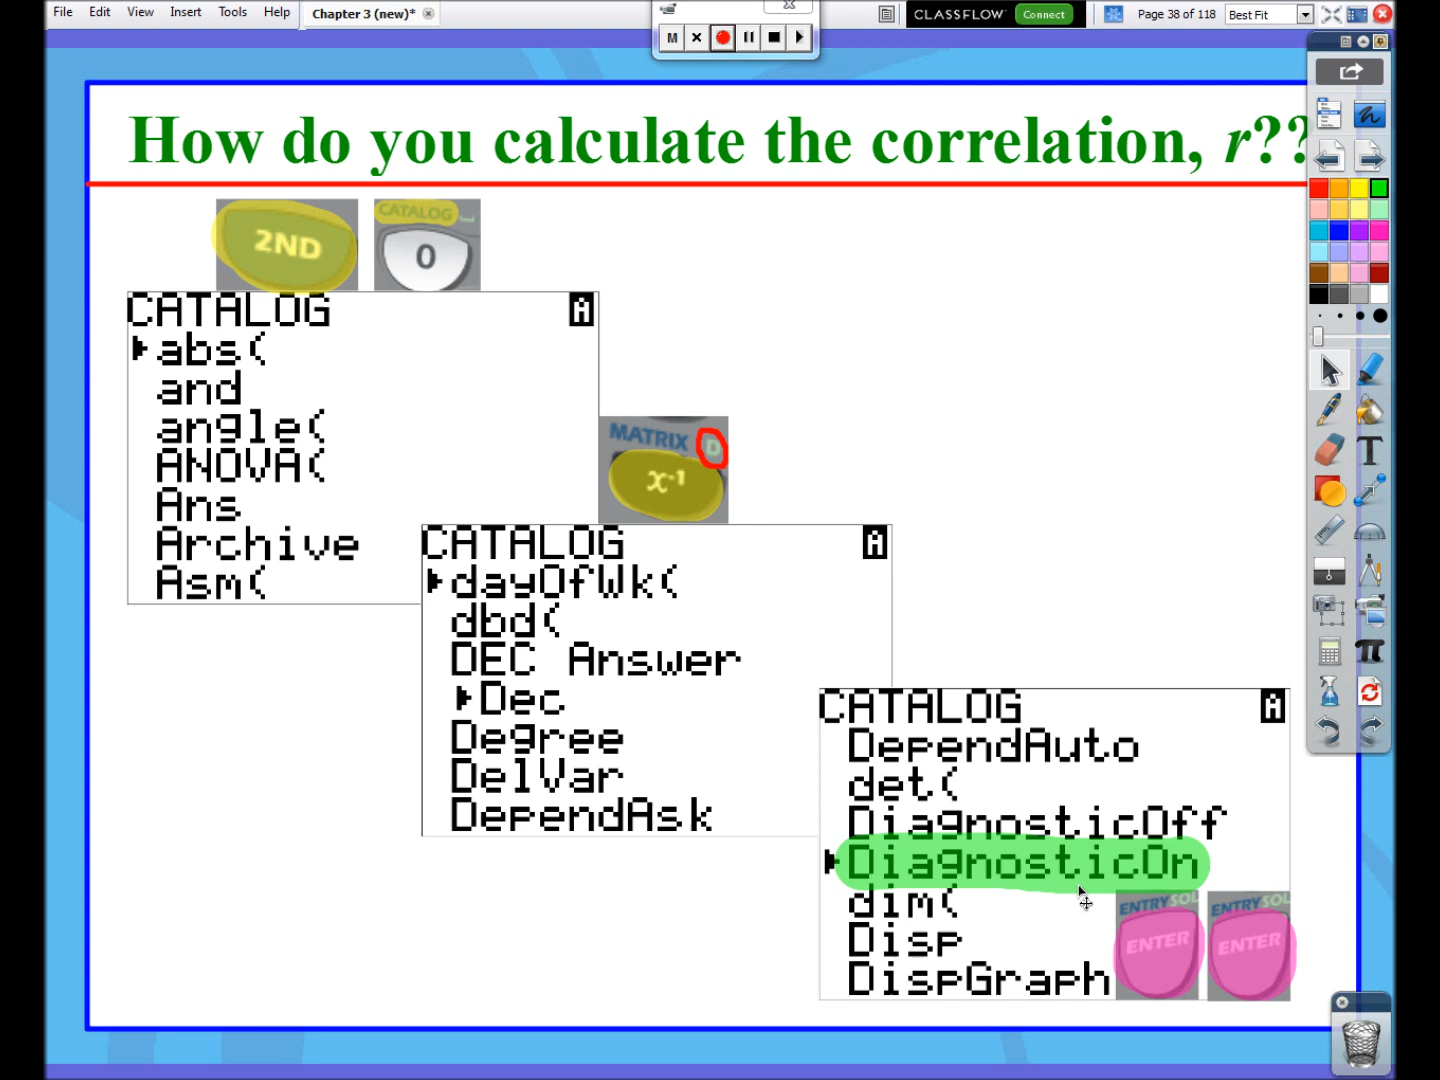 File Edit View Insert Tools Help Chapter 3 (new)* CLASSFLOW Connect Page 38 of 118 Best Fit
M
How do you calculate the correlation, r??
2ND
CATALOG
0
CATALOG
abs(
and
angle(
ANOVA(
Ans
Archive
Asm(
MATRIX D
x-1
CATALOG
dayOfWk(
dbd(
DEC Answer
▶Dec
Degree
DelVar
DependAsk
CATALOG
DependAuto
det(
DiagnosticOff
DiagnosticOn
dim(
Disp
DispGraph
ENTRY SOL
ENTER
ENTRY SOL
ENTER